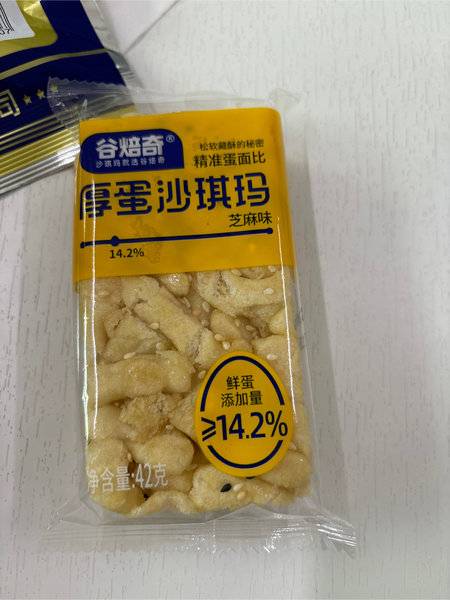 司
谷焙奇®
沙琪玛就选谷焙奇
松软藏酥的秘密
精准蛋面比
厚蛋沙琪玛
芝麻味
14.2%
鲜蛋
添加量
≥14.2%
净含量:42克